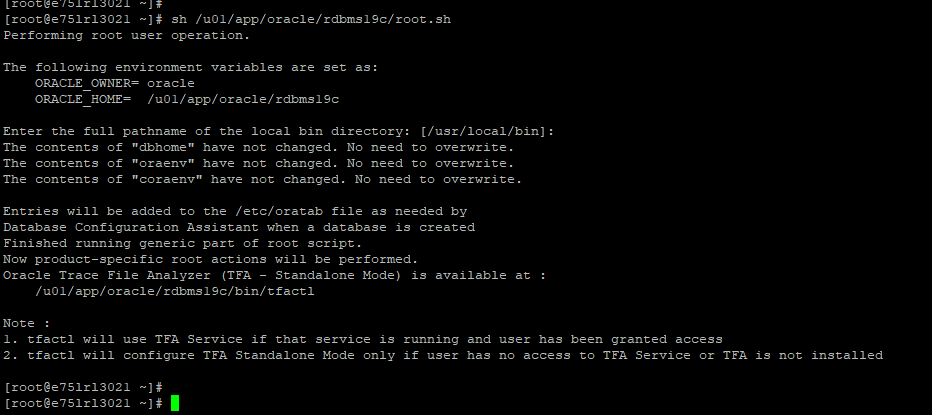 [root@e75lrl3021 ~]#
[root@e75lrl3021 ~]# sh /u01/app/oracle/rdbms19c/root.sh
Performing root user operation.
The following environment variables are set as:
ORACLE_OWNER= oracle
ORACLE_HOME=  /u01/app/oracle/rdbms19c
Enter the full pathname of the local bin directory: [/usr/local/bin]:
The contents of "dbhome" have not changed. No need to overwrite.
The contents of "oraenv" have not changed. No need to overwrite.
The contents of "coraenv" have not changed. No need to overwrite.
Entries will be added to the /etc/oratab file as needed by
Database Configuration Assistant when a database is created
Finished running generic part of root script.
Now product-specific root actions will be performed.
Oracle Trace File Analyzer (TFA - Standalone Mode) is available at :
/u01/app/oracle/rdbms19c/bin/tfactl
Note :
1. tfactl will use TFA Service if that service is running and user has been granted access
2. tfactl will configure TFA Standalone Mode only if user has no access to TFA Service or TFA is not installed
[root@e75lrl3021 ~]#
[root@e75lrl3021 ~]#